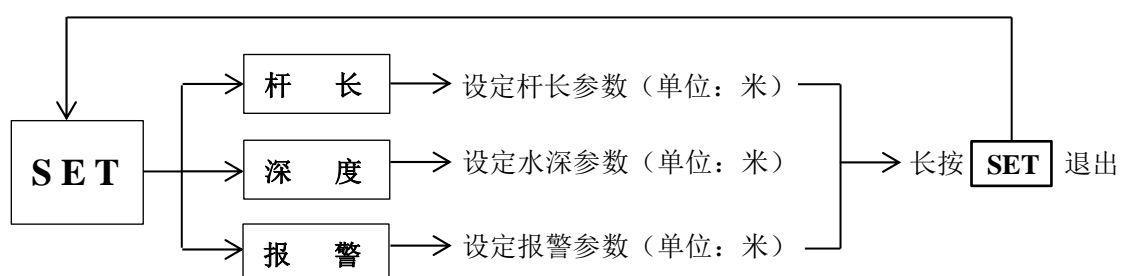 杆 长 设定杆长参数（单位：米）
SET 深 度 设定水深参数（单位：米） 长按 SET 退出
报 警 设定报警参数（单位：米）